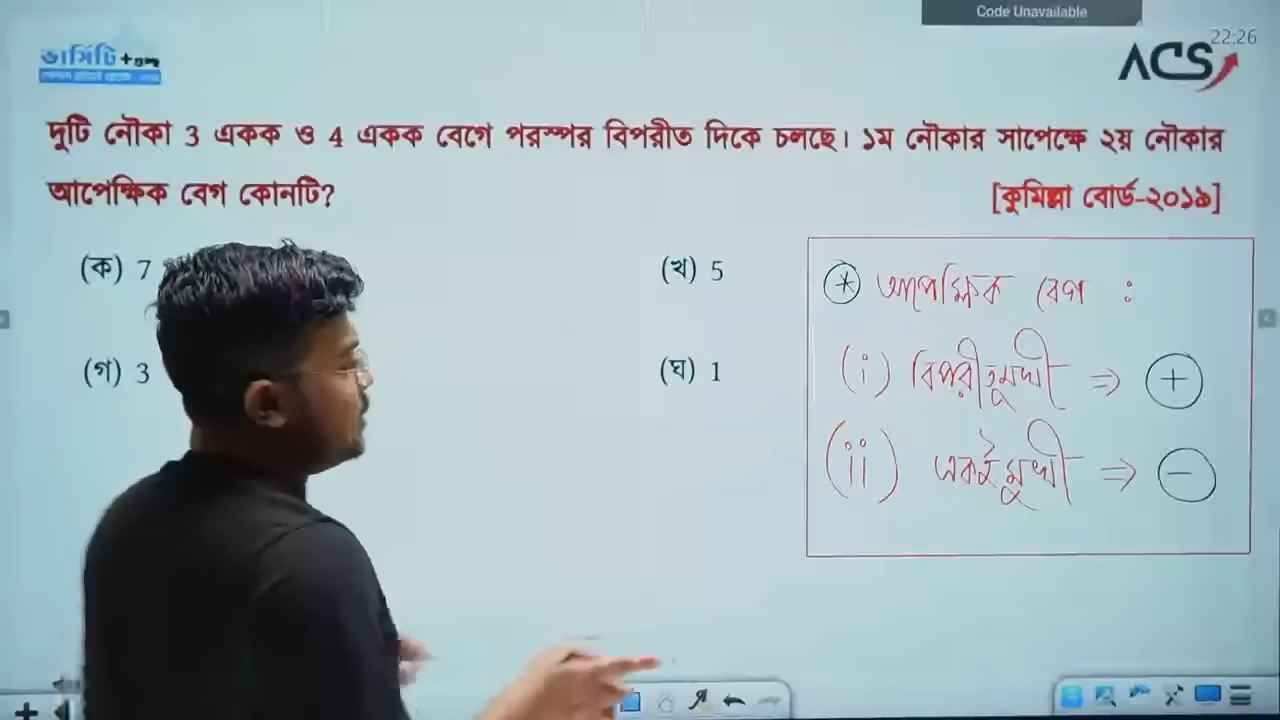 Code Unavailable
22:26
ভার্সিটি+
ACS
দুটি নৌকা 3 একক ও 4 একক বেগে পরস্পর বিপরীত দিকে চলছে। ১ম নৌকার সাপেক্ষে ২য় নৌকার
আপেক্ষিক বেগ কোনটি? [কুমিল্লা বোর্ড-২০১৯]
(ক) 7 (খ) 5
(গ) 3 (ঘ) 1
* আপেক্ষিক বেগ :
(i) বিপরীতমুখী ⇒ +
(ii) একইমুখী ⇒ −